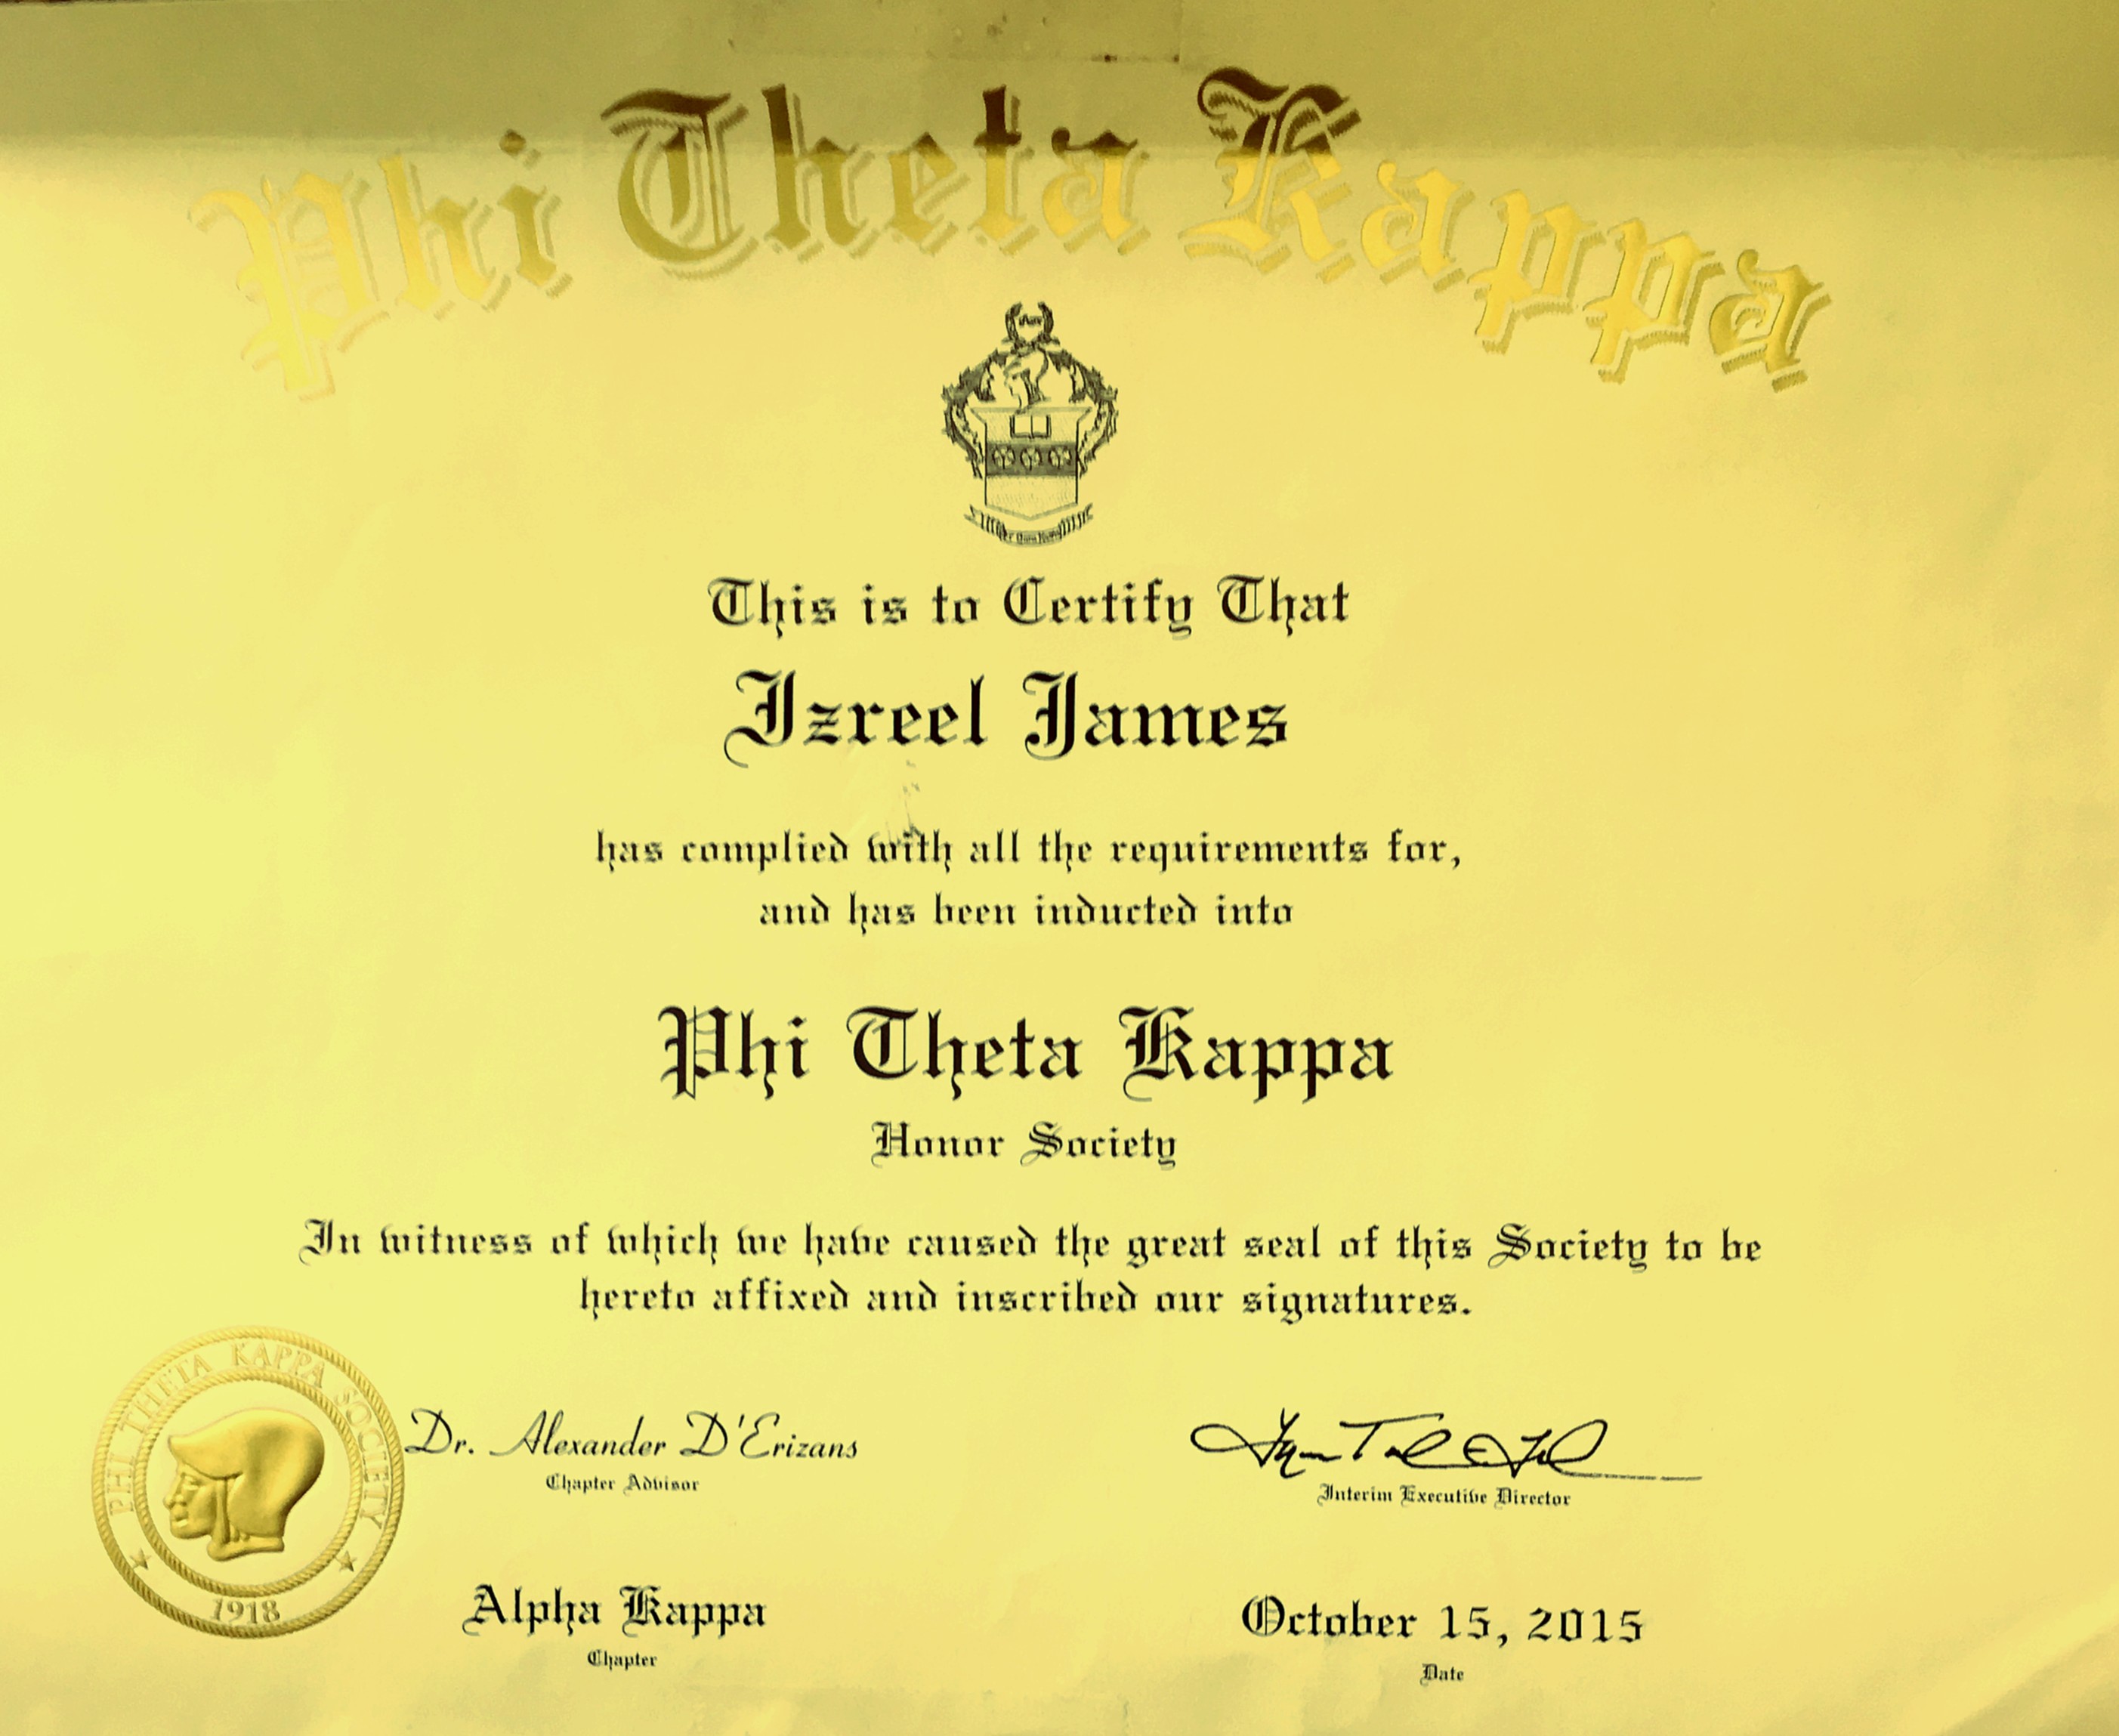 Phi Theta Kappa
This is to Certify That
Izreel James
has complied with all the requirements for,
and has been inducted into
Phi Theta Kappa
Honor Society
In witness of which we have caused the great seal of this Society to be
hereto affixed and inscribed our signatures.
PHI THETA KAPPA SOCIETY
1918
Dr. Alexander D'Erizans
Chapter Advisor
Interim Executive Director
Alpha Kappa
Chapter
October 15, 2015
Date